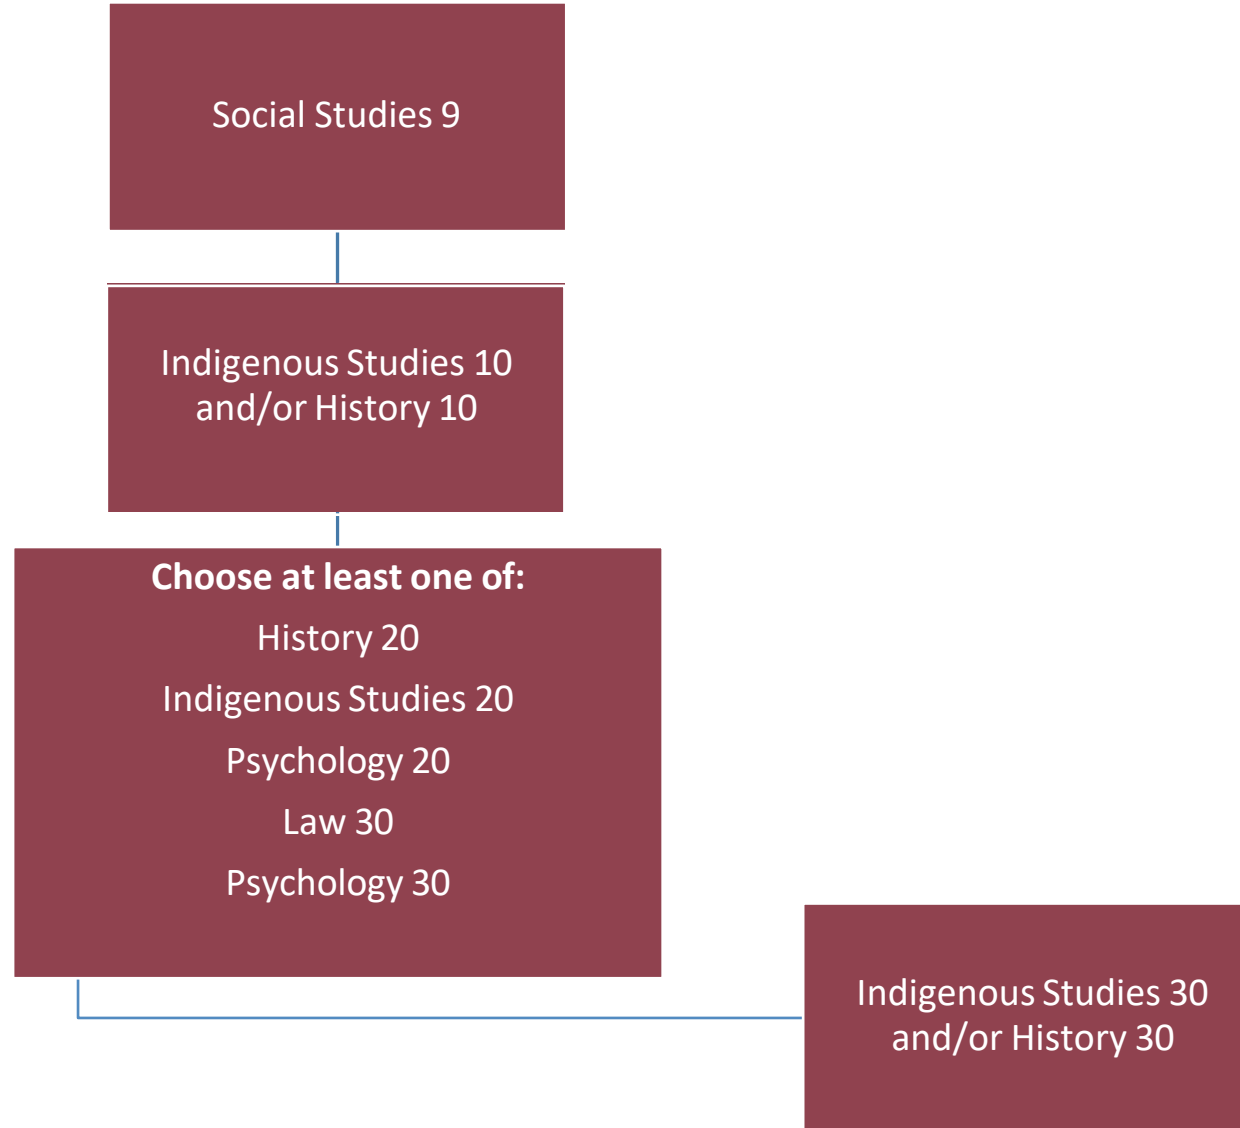 Social Studies 9
Indigenous Studies 10
and/or History 10
Choose at least one of:
History 20
Indigenous Studies 20
Psychology 20
Law 30
Psychology 30
Indigenous Studies 30
and/or History 30